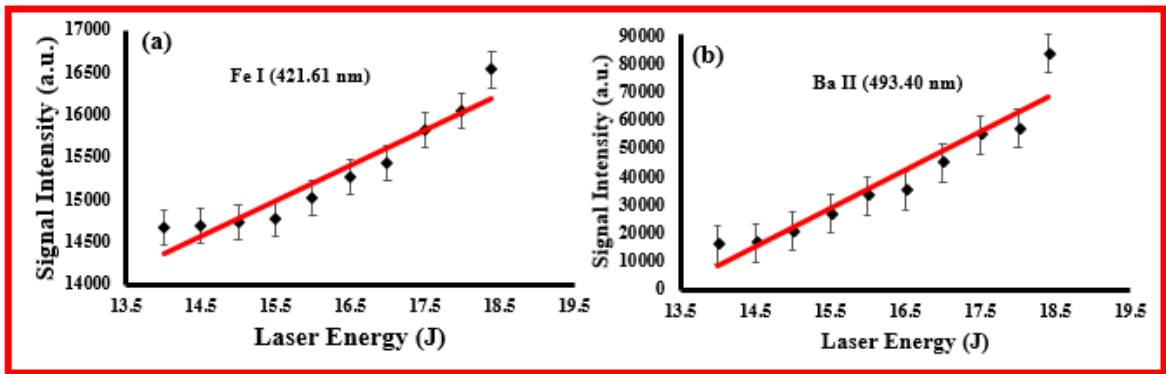 (a)
Fe I (421.61 nm)
Signal Intensity (a.u.)
17000
16500
16000
15500
15000
14500
14000
13.5 14.5 15.5 16.5 17.5 18.5 19.5
Laser Energy (J)
(b)
Ba II (493.40 nm)
Signal Intensity (a.u.)
90000
80000
70000
60000
50000
40000
30000
20000
10000
0
13.5 14.5 15.5 16.5 17.5 18.5 19.5
Laser Energy (J)